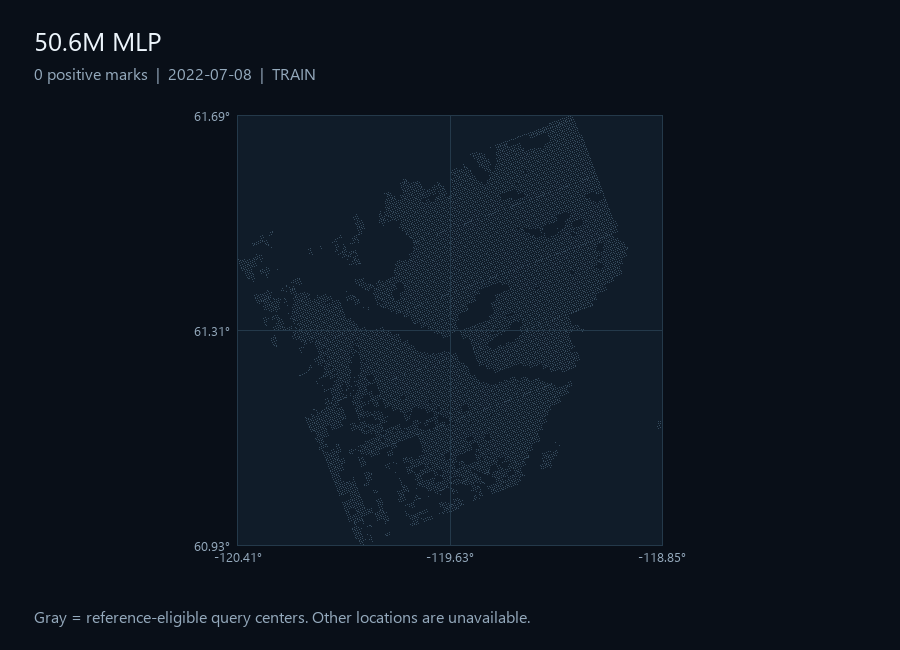 50.6M MLP
0 positive marks | 2022-07-08 | TRAIN
61.69°
61.31°
60.93°
-120.41°
-119.63°
-118.85°
Gray = reference-eligible query centers. Other locations are unavailable.